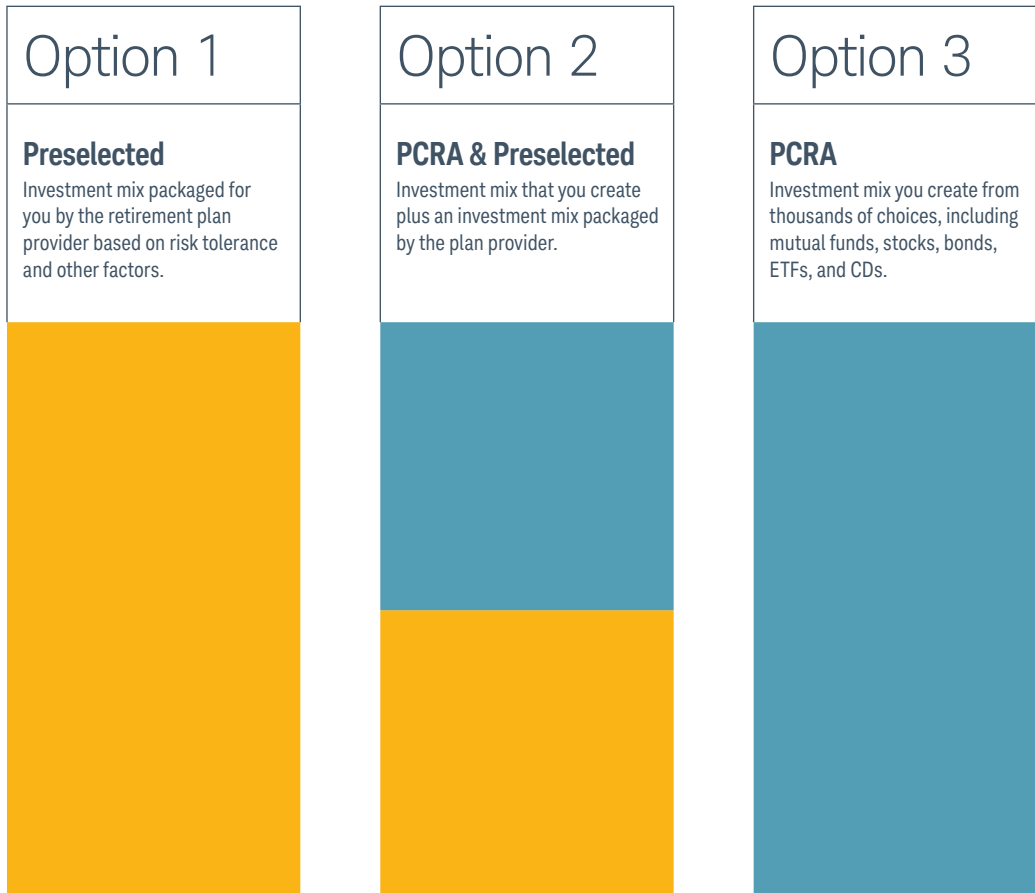 Option 1
Preselected
Investment mix packaged for
you by the retirement plan
provider based on risk tolerance
and other factors.
Option 2
PCRA & Preselected
Investment mix that you create
plus an investment mix packaged
by the plan provider.
Option 3
PCRA
Investment mix you create from
thousands of choices, including
mutual funds, stocks, bonds,
ETFs, and CDs.